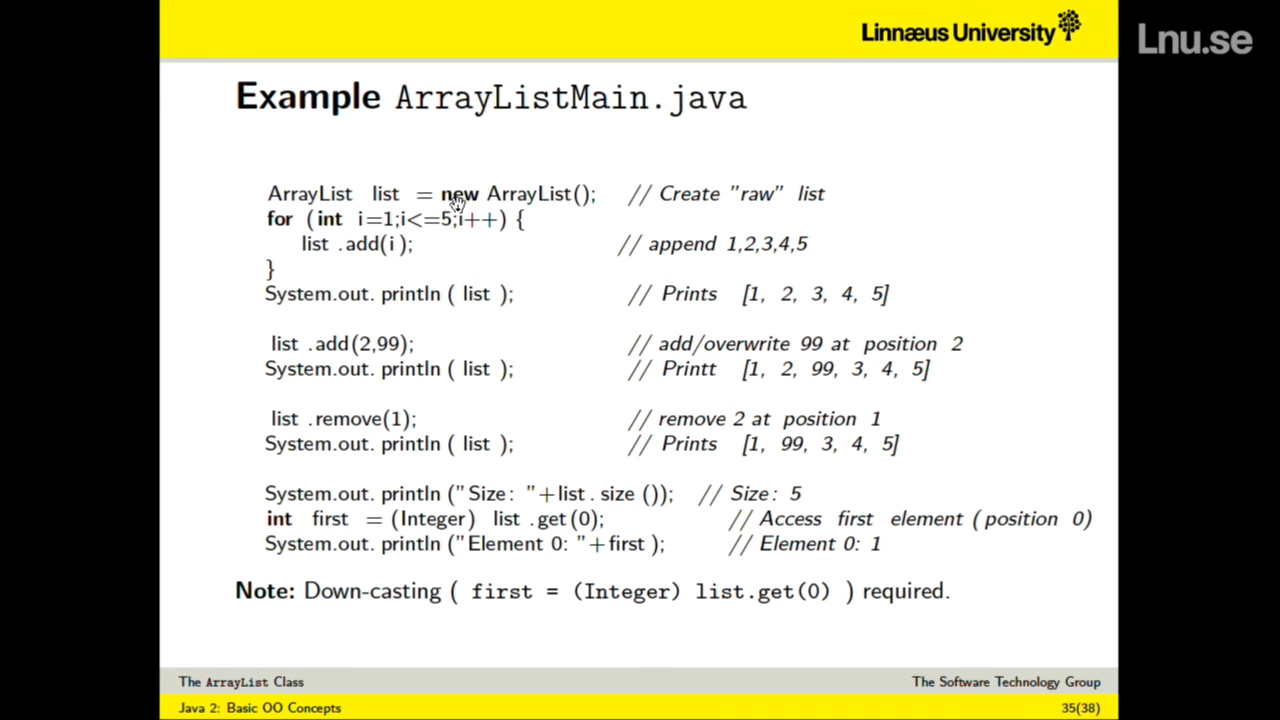 Linnæus University
Lnu.se
Example ArrayListMain.java
ArrayList list = new ArrayList(); // Create "raw" list
for (int i=1;i<=5;i++) {
list .add(i ); // append 1,2,3,4,5
}
System.out. println ( list ); // Prints [1, 2, 3, 4, 5]
list .add(2,99); // add/overwrite 99 at position 2
System.out. println ( list ); // Printt [1, 2, 99, 3, 4, 5]
list .remove(1); // remove 2 at position 1
System.out. println ( list ); // Prints [1, 99, 3, 4, 5]
System.out. println ("Size: "+list . size ()); // Size: 5
int first = (Integer) list .get(0); // Access first element (position 0)
System.out. println ("Element 0: "+first ); // Element 0: 1
Note: Down-casting ( first = (Integer) list.get(0) ) required.
The ArrayList Class The Software Technology Group
Java 2: Basic OO Concepts 35(38)